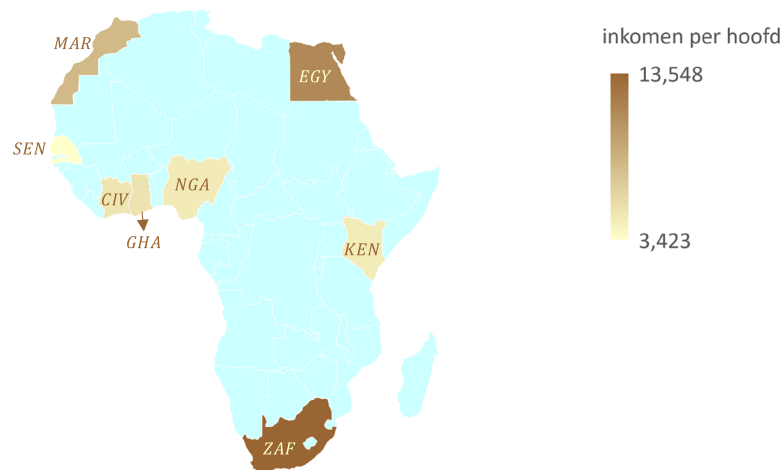 MAR
EGY
SEN
CIV
NGA
GHA
KEN
ZAF
inkomen per hoofd
13,548
3,423